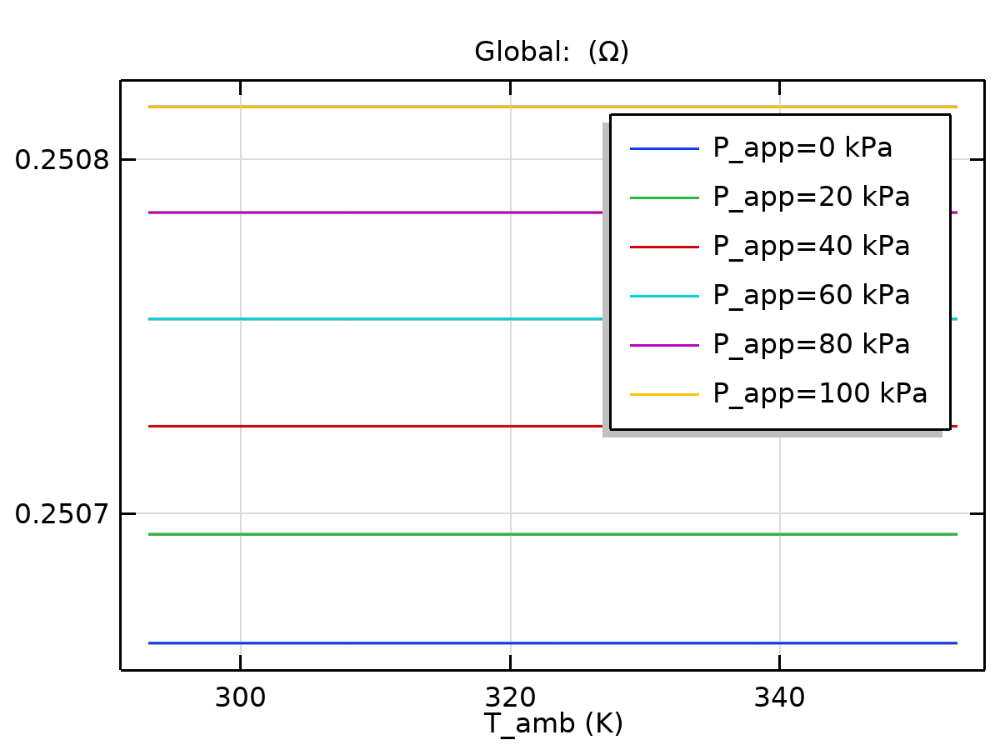 Global:  (Ω)
0.2508
P_app=0 kPa
P_app=20 kPa
P_app=40 kPa
P_app=60 kPa
P_app=80 kPa
P_app=100 kPa
0.2507
300 320 340
T_amb (K)